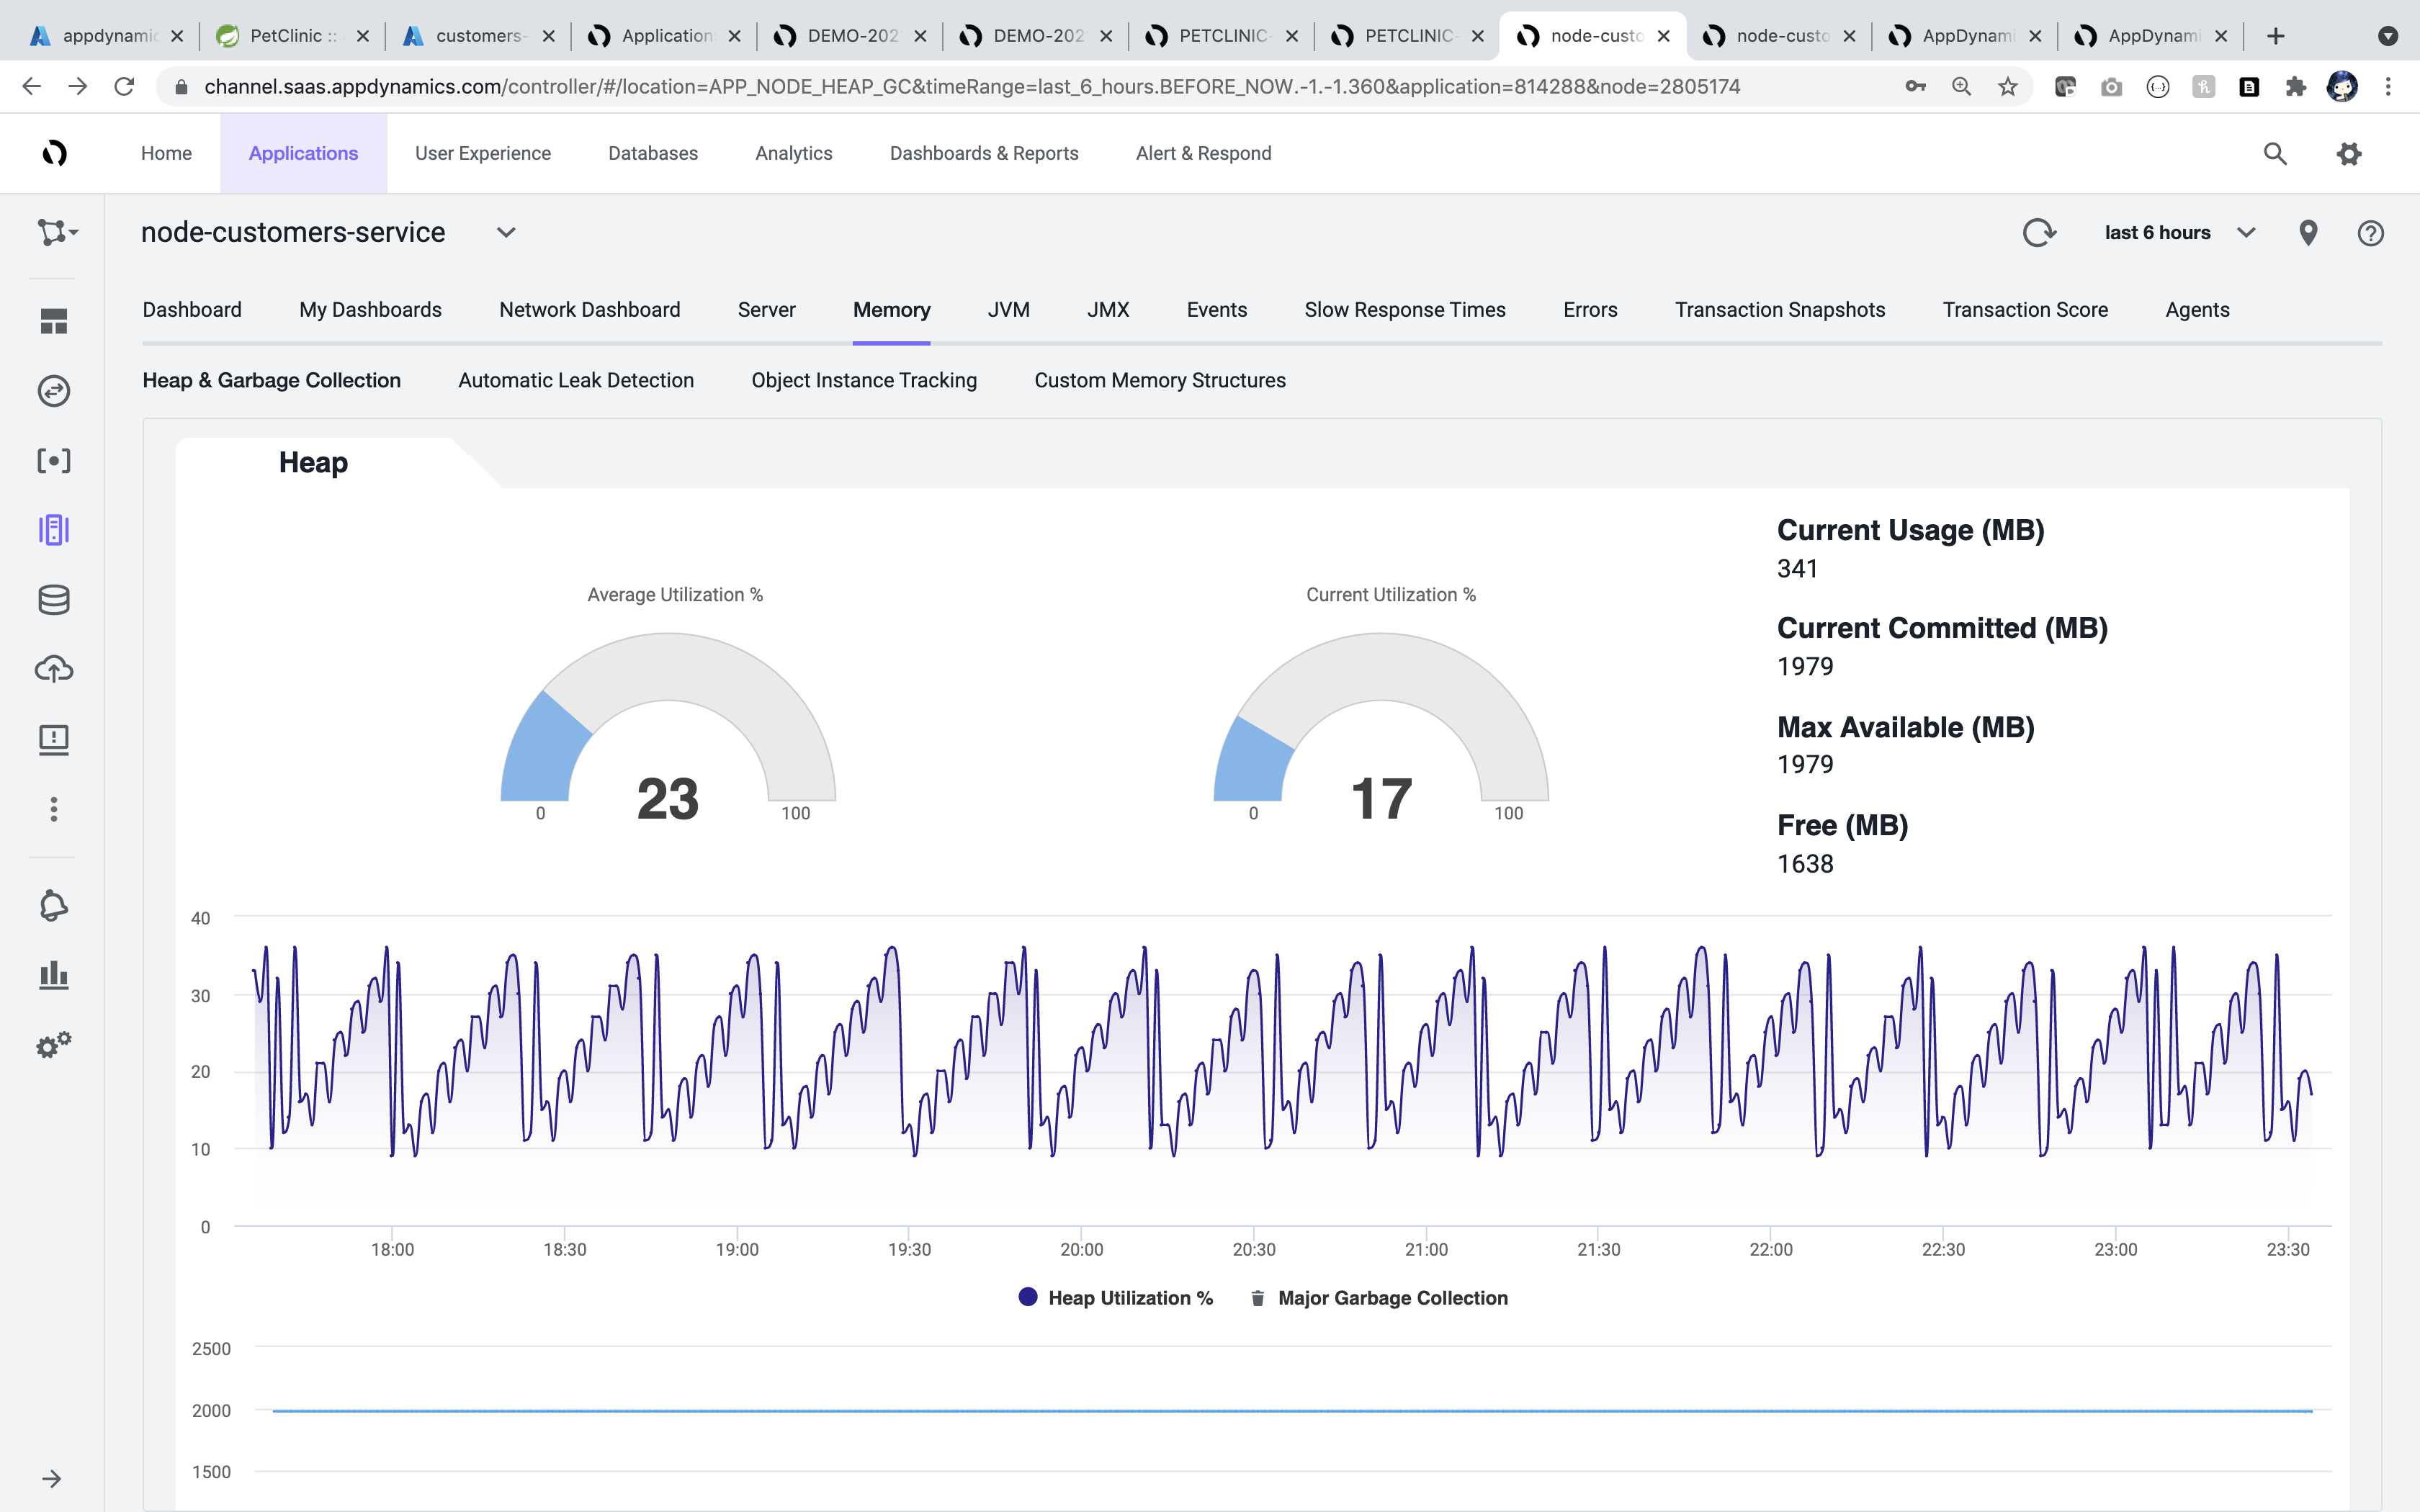 appdynamic
PetClinic ::
customers-
Application
DEMO-202
DEMO-202
PETCLINIC-
PETCLINIC-
node-custo
node-custo
AppDynami
AppDynami
channel.saas.appdynamics.com/controller/#/location=APP_NODE_HEAP_GC&timeRange=last_6_hours.BEFORE_NOW.-1.-1.360&application=814288&node=2805174
Home Applications User Experience Databases Analytics Dashboards & Reports Alert & Respond
node-customers-service last 6 hours
Dashboard My Dashboards Network Dashboard Server Memory JVM JMX Events Slow Response Times Errors Transaction Snapshots Transaction Score Agents
Heap & Garbage Collection Automatic Leak Detection Object Instance Tracking Custom Memory Structures
Heap
Average Utilization %
23
0 100
Current Utilization %
17
0 100
Current Usage (MB)
341
Current Committed (MB)
1979
Max Available (MB)
1979
Free (MB)
1638
40
30
20
10
0
18:00 18:30 19:00 19:30 20:00 20:30 21:00 21:30 22:00 22:30 23:00 23:30
Heap Utilization % Major Garbage Collection
2500
2000
1500